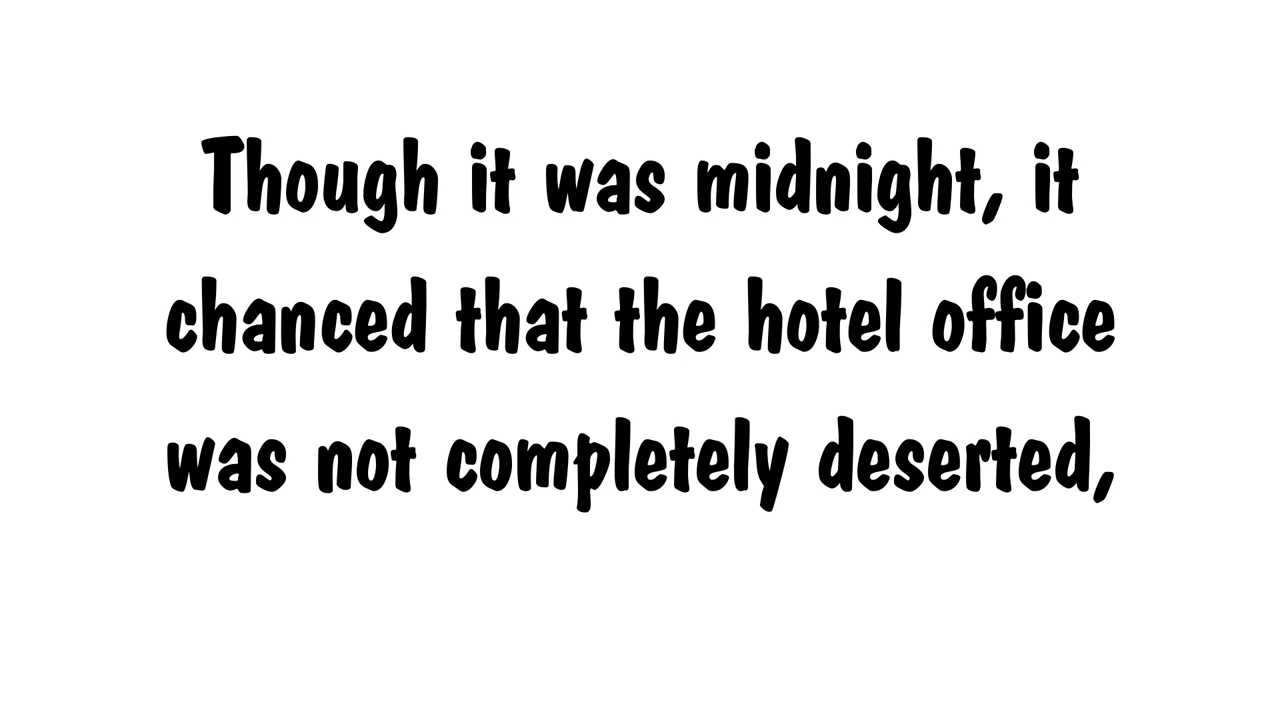 Though it was midnight, it
chanced that the hotel office
was not completely deserted,